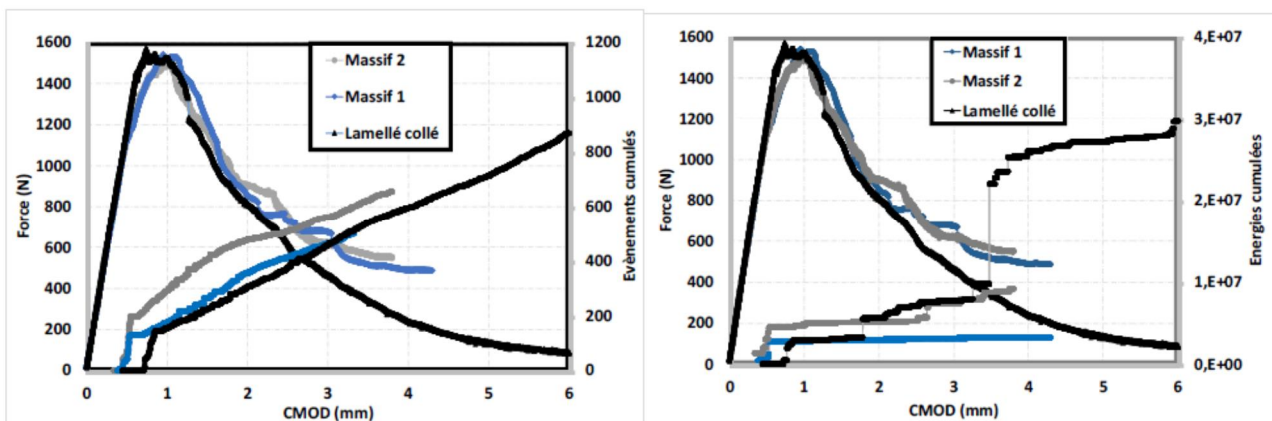 1600
1400
1200
1000
800
600
400
200
0
Force (N)
0 1 2 3 4 5 6
CMOD (mm)
1200
1000
800
600
400
200
0
Evènements cumulés
Massif 2
Massif 1
Lamellé collé
1600
1400
1200
1000
800
600
400
200
0
Force (N)
0 1 2 3 4 5 6
CMOD (mm)
4,E+07
3,E+07
2,E+07
1,E+07
0,E+00
Energies cumulées
Massif 1
Massif 2
Lamellé collé